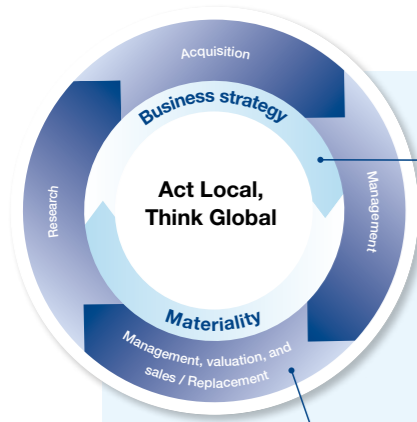 Acquisition
Business strategy
Act Local,
Think Global
Research
Management
Materiality
Management, valuation, and
sales / Replacement